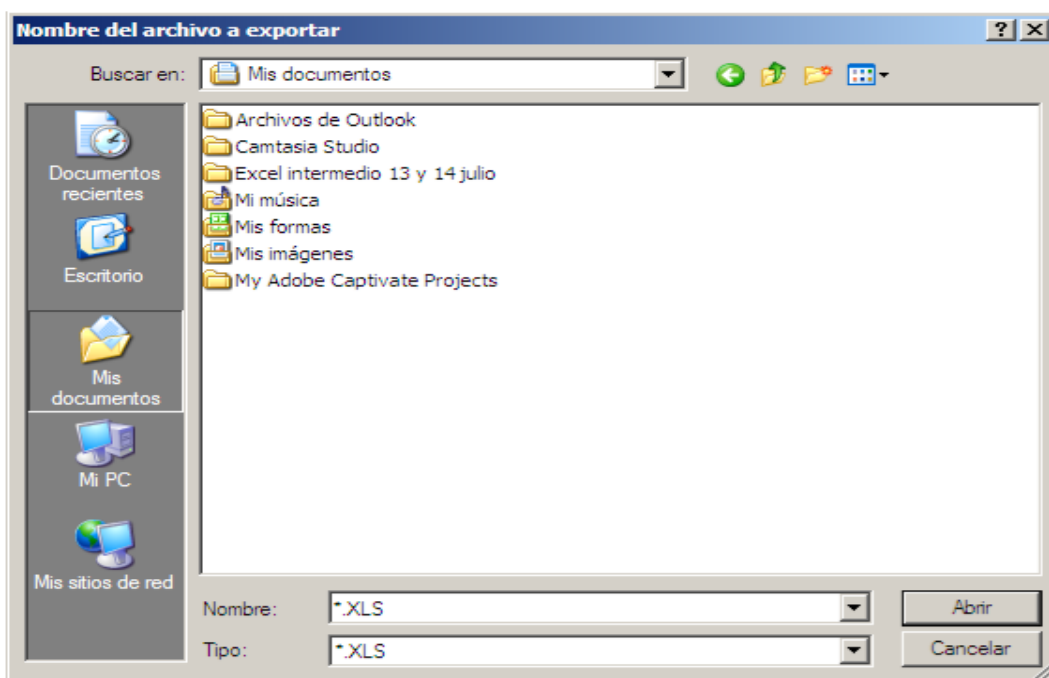 Nombre del archivo a exportar
Buscar en:
Mis documentos
Documentos
recientes
Escritorio
Mis
documentos
Mi PC
Mis sitios de red
Archivos de Outlook
Camtasia Studio
Excel intermedio 13 y 14 julio
Mi música
Mis formas
Mis imágenes
My Adobe Captivate Projects
Nombre:
*.XLS
Abrir
Tipo:
*.XLS
Cancelar